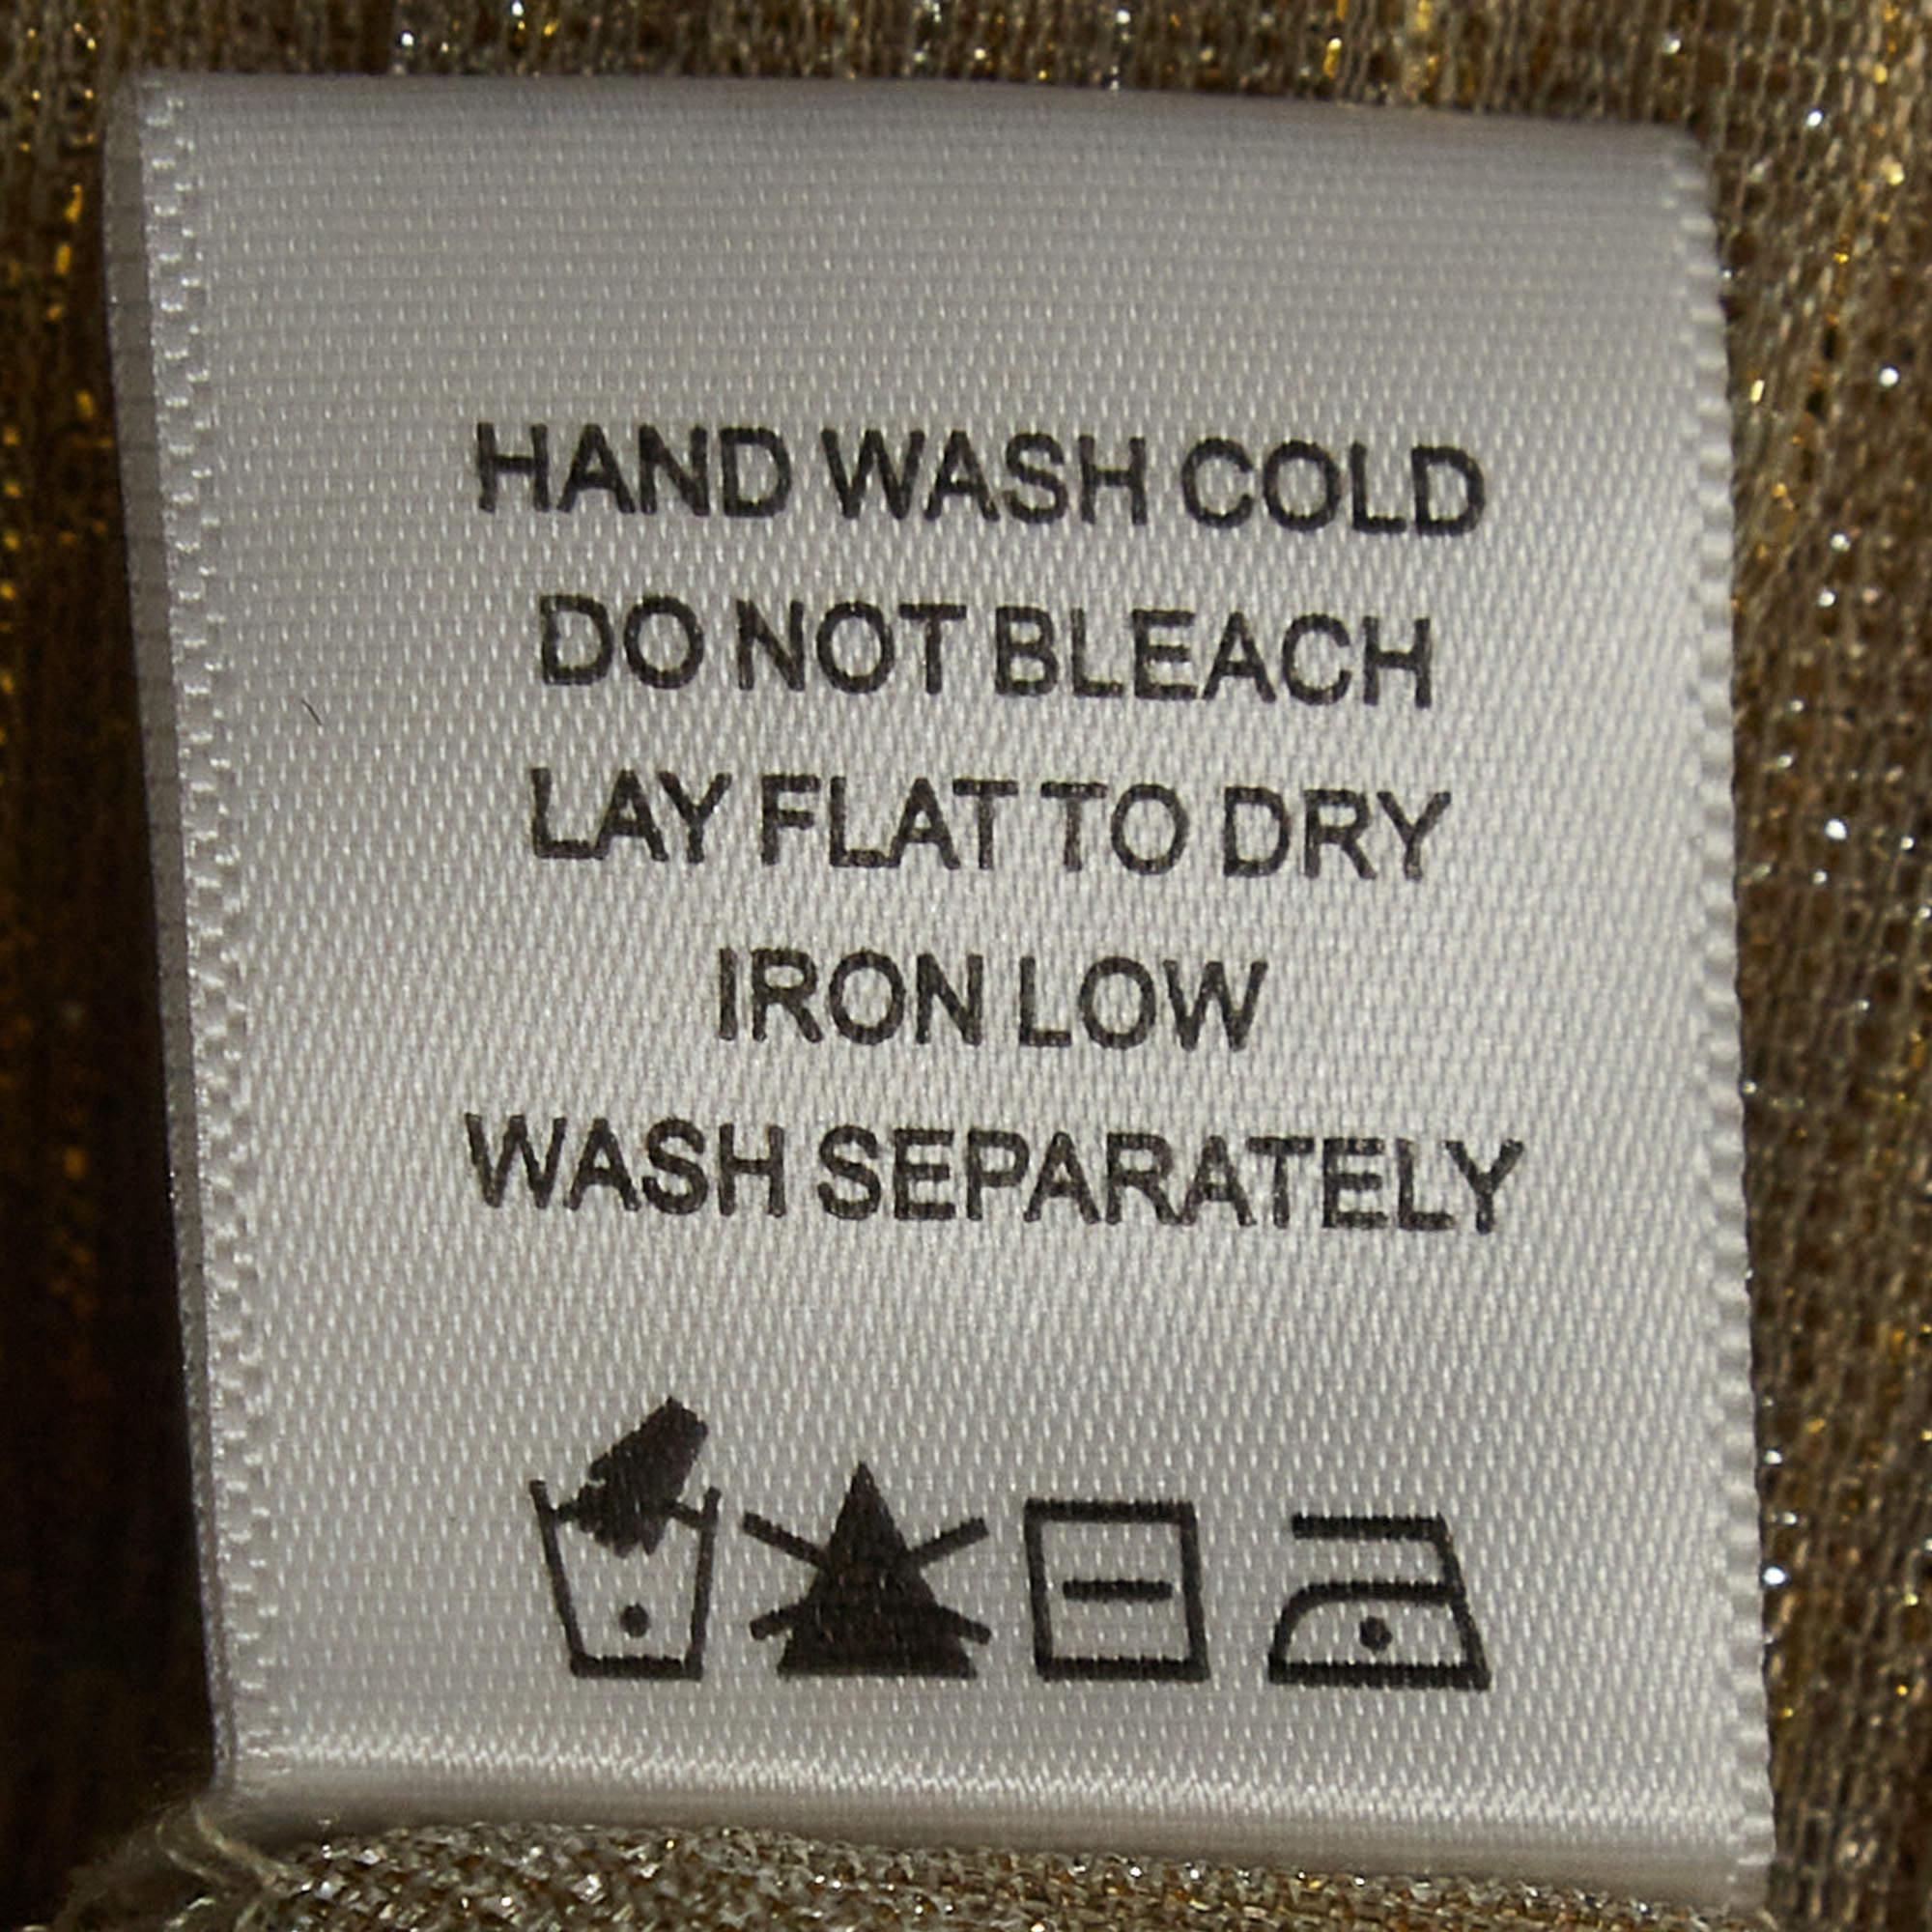 HAND WASH COLD
DO NOT BLEACH
LAY FLAT TO DRY
IRON LOW
WASH SEPARATELY